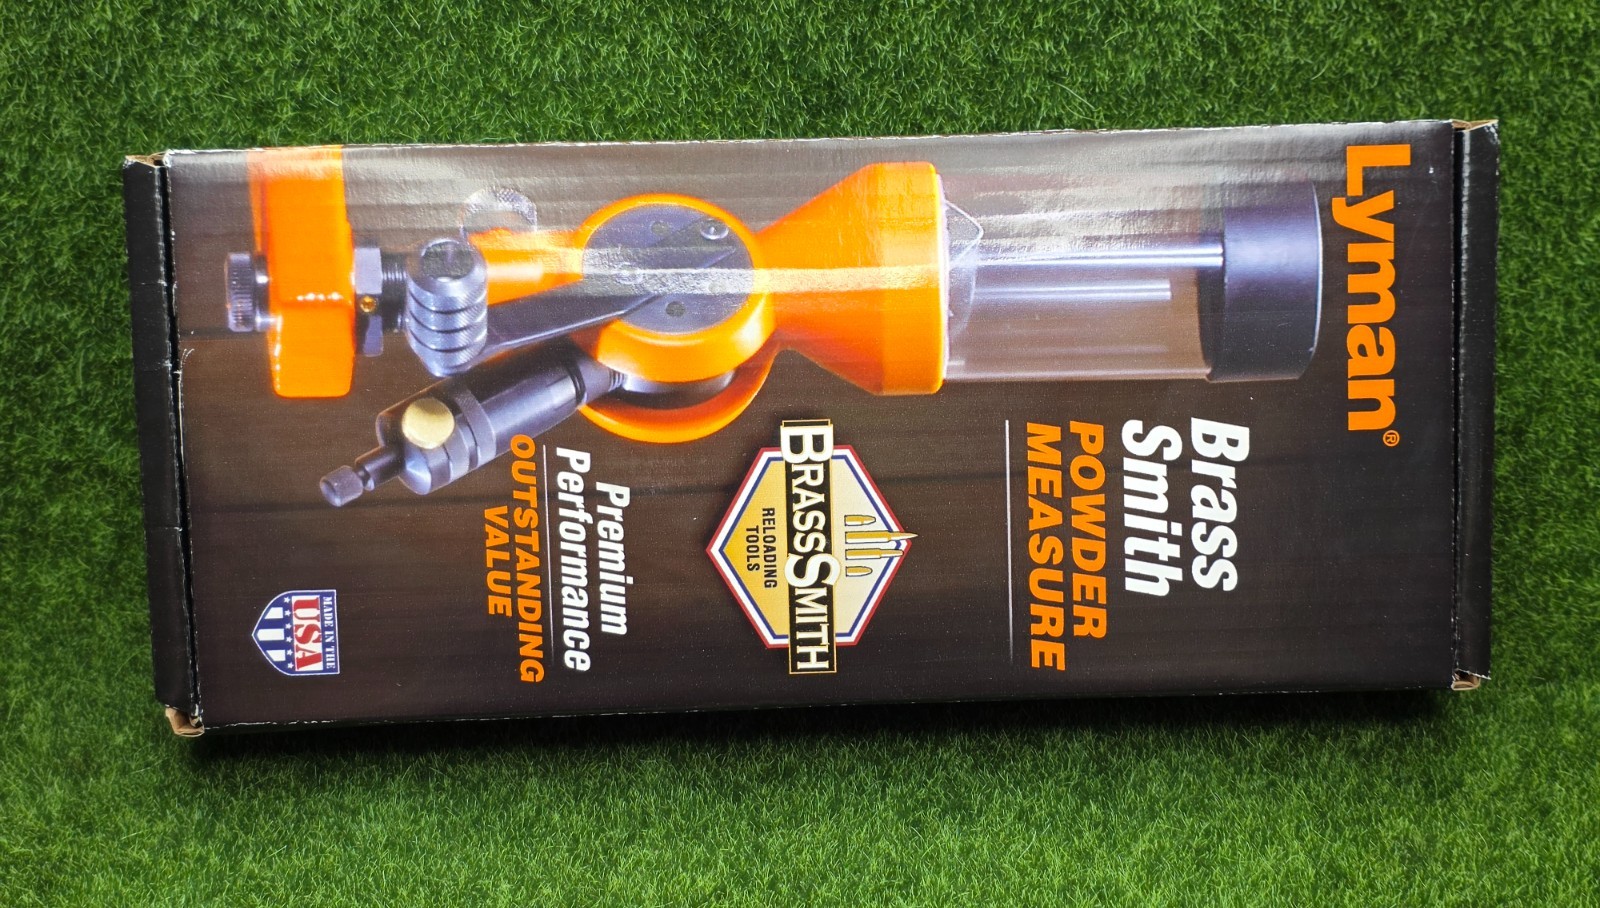 Lyman®
Brass
Smith
POWDER
MEASURE
BRASSSMITH
RELOADING
TOOLS
Premium
Performance
OUTSTANDING
VALUE
MADE IN THE
USA